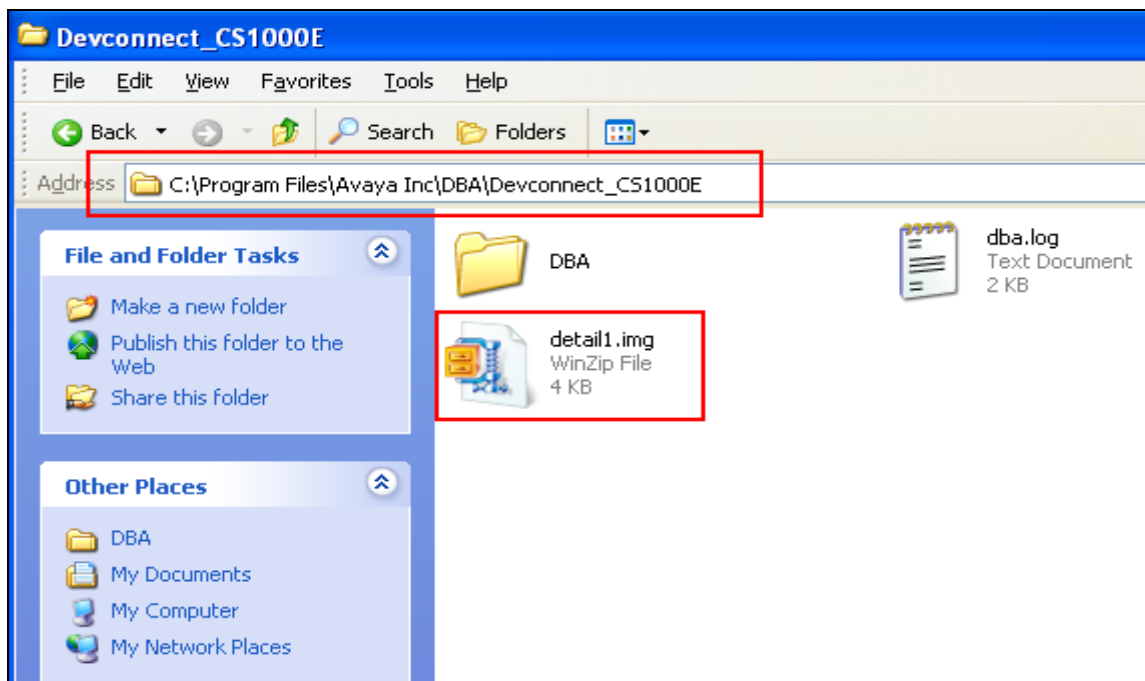 Devconnect_CS1000E
File Edit View Favorites Tools Help
Back Search Folders
Address C:\Program Files\Avaya Inc\DBA\Devconnect_CS1000E
File and Folder Tasks
Make a new folder
Publish this folder to the
Web
Share this folder
Other Places
DBA
My Documents
My Computer
My Network Places
DBA
dba.log
Text Document
2 KB
detail1.img
WinZip File
4 KB